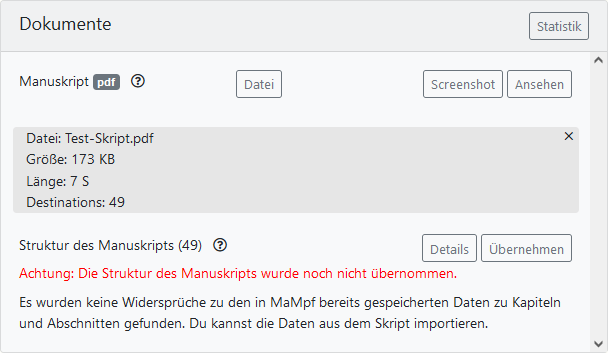 Dokumente Statistik
Manuskript pdf Datei Screenshot Ansehen
Datei: Test-Skript.pdf
Größe: 173 KB
Länge: 7 S
Destinations: 49
Struktur des Manuskripts (49) Details Übernehmen
Achtung: Die Struktur des Manuskripts wurde noch nicht übernommen.
Es wurden keine Widersprüche zu den in MaMpf bereits gespeicherten Daten zu Kapiteln
und Abschnitten gefunden. Du kannst die Daten aus dem Skript importieren.